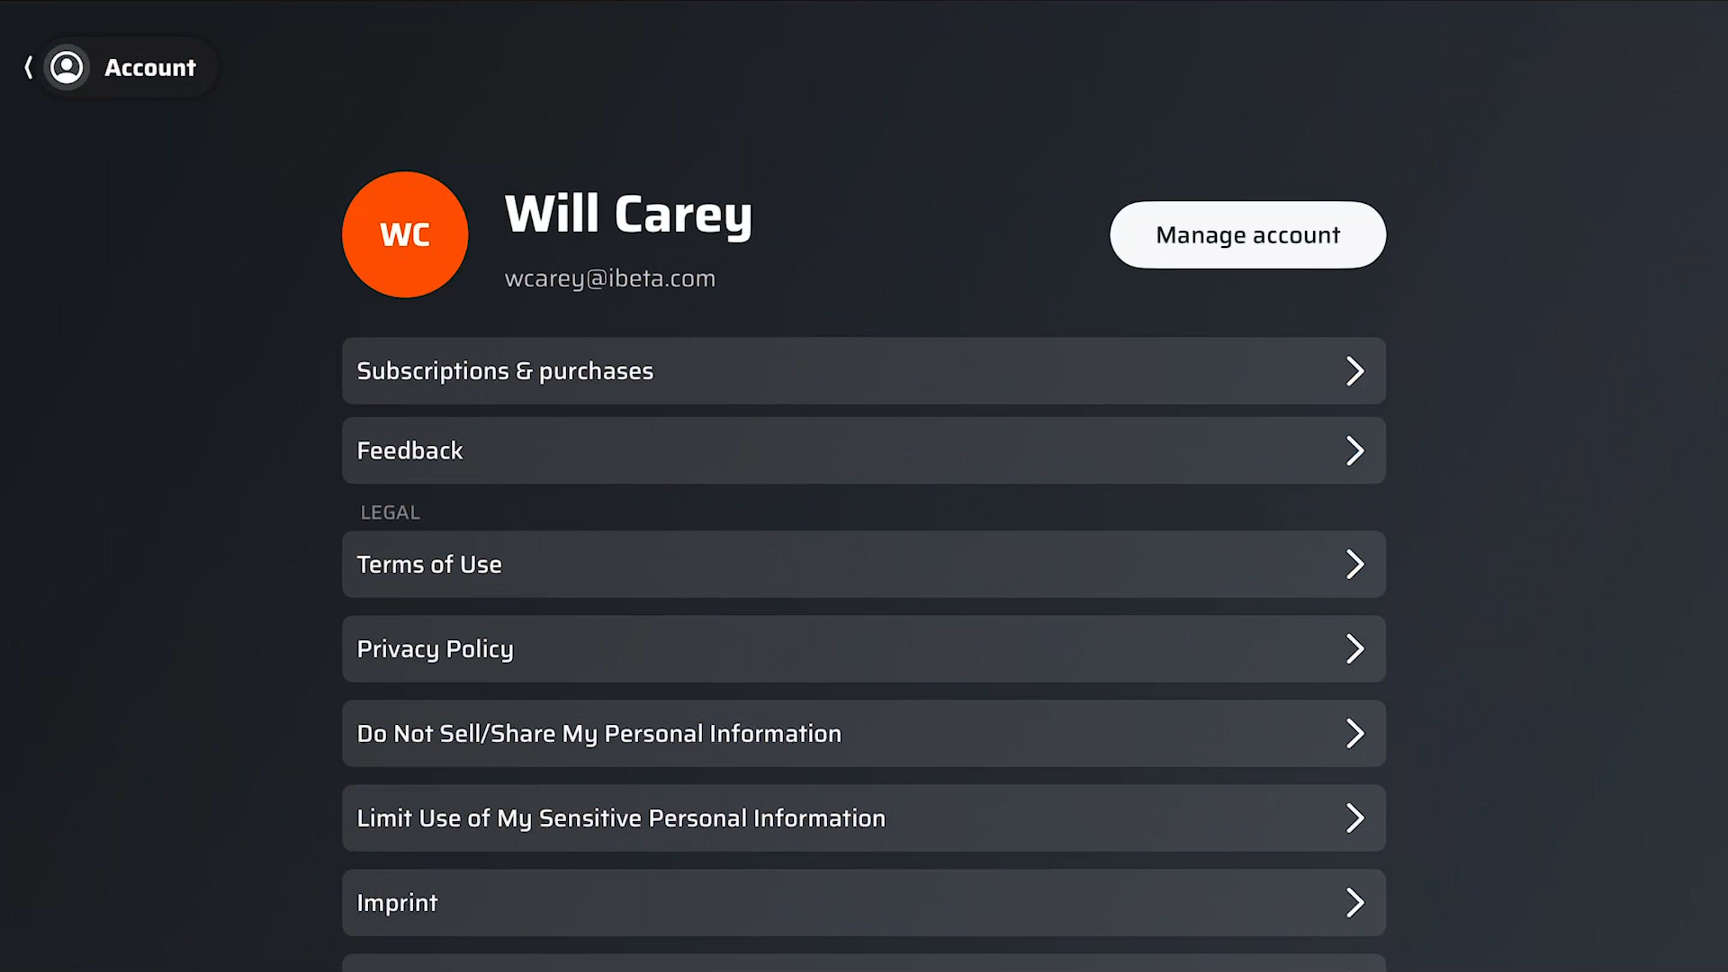 Account
WC
Will Carey
wcarey@ibeta.com
Manage account
Subscriptions & purchases
Feedback
LEGAL
Terms of Use
Privacy Policy
Do Not Sell/Share My Personal Information
Limit Use of My Sensitive Personal Information
Imprint